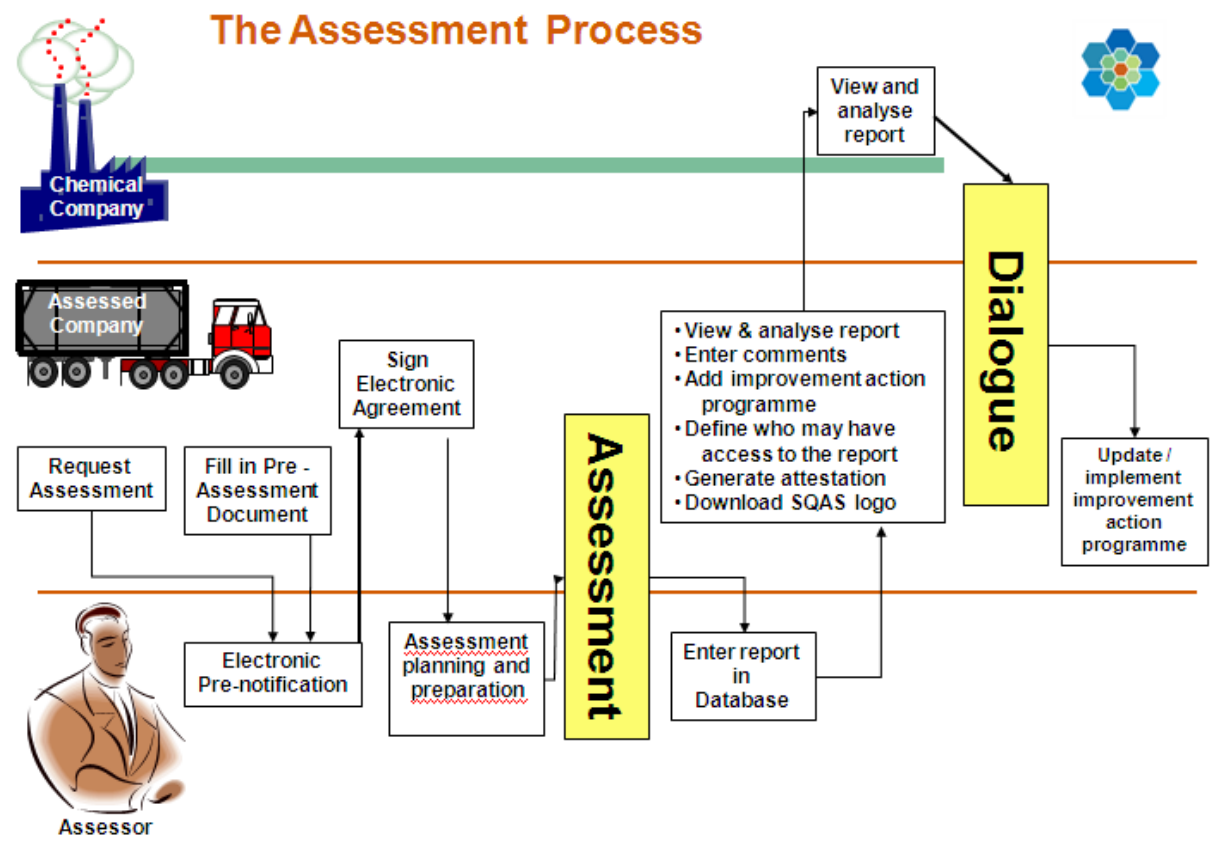 The Assessment Process
View and
analyse
report
Chemical
Company
Assessed
Company
Dialogue
• View & analyse report
• Enter comments
• Add improvement action
programme
• Define who may have
access to the report
• Generate attestation
• Download SQAS logo
Sign
Electronic
Agreement
Assessment
Request
Assessment
Fill in Pre -
Assessment
Document
Update /
implement
improvement
action
programme
Electronic
Pre-notification
Assessment
planning and
preparation
Enter report
in
Database
Assessor